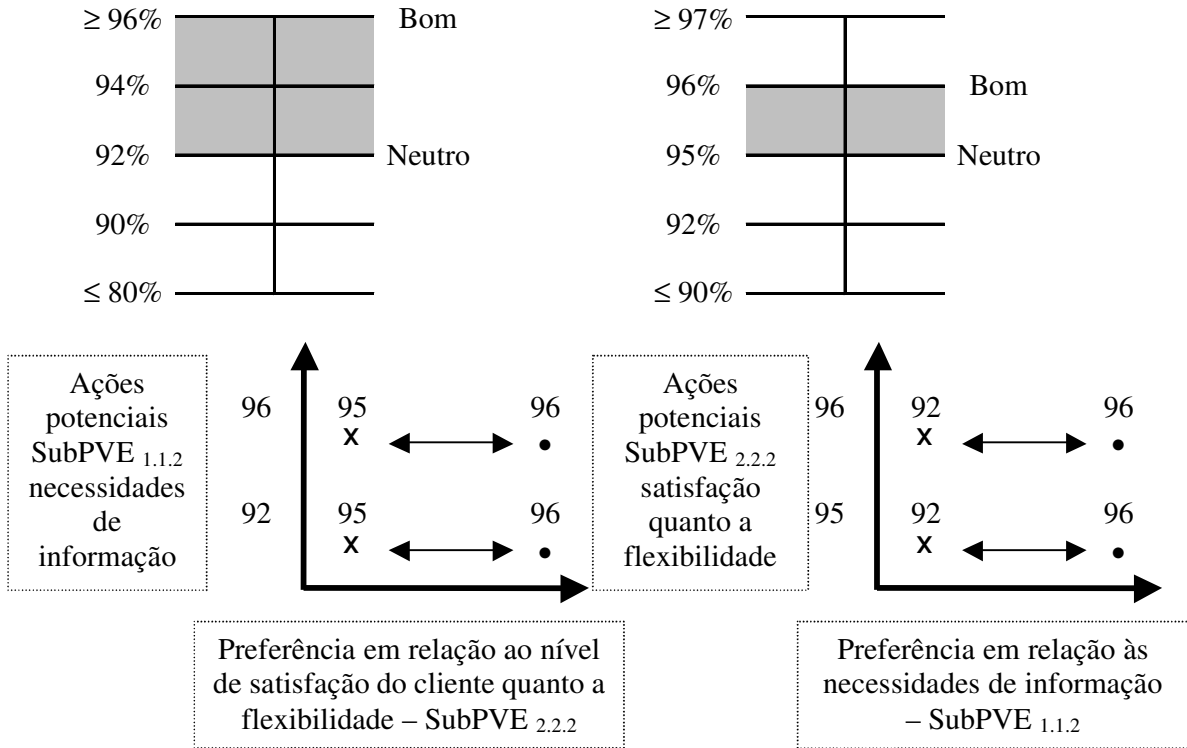 ≥ 96% Bom
94%
92% Neutro
90%
≤ 80%
≥ 97%
96% Bom
95% Neutro
92%
≤ 90%
Ações
potenciais
SubPVE 1.1.2
necessidades
de
informação
96 95 96
x
92 95 96
x
Preferência em relação ao nível
de satisfação do cliente quanto a
flexibilidade – SubPVE 2.2.2
Ações
potenciais
SubPVE 2.2.2
satisfação
quanto a
flexibilidade
96 92 96
x
95 92 96
x
Preferência em relação às
necessidades de informação
– SubPVE 1.1.2